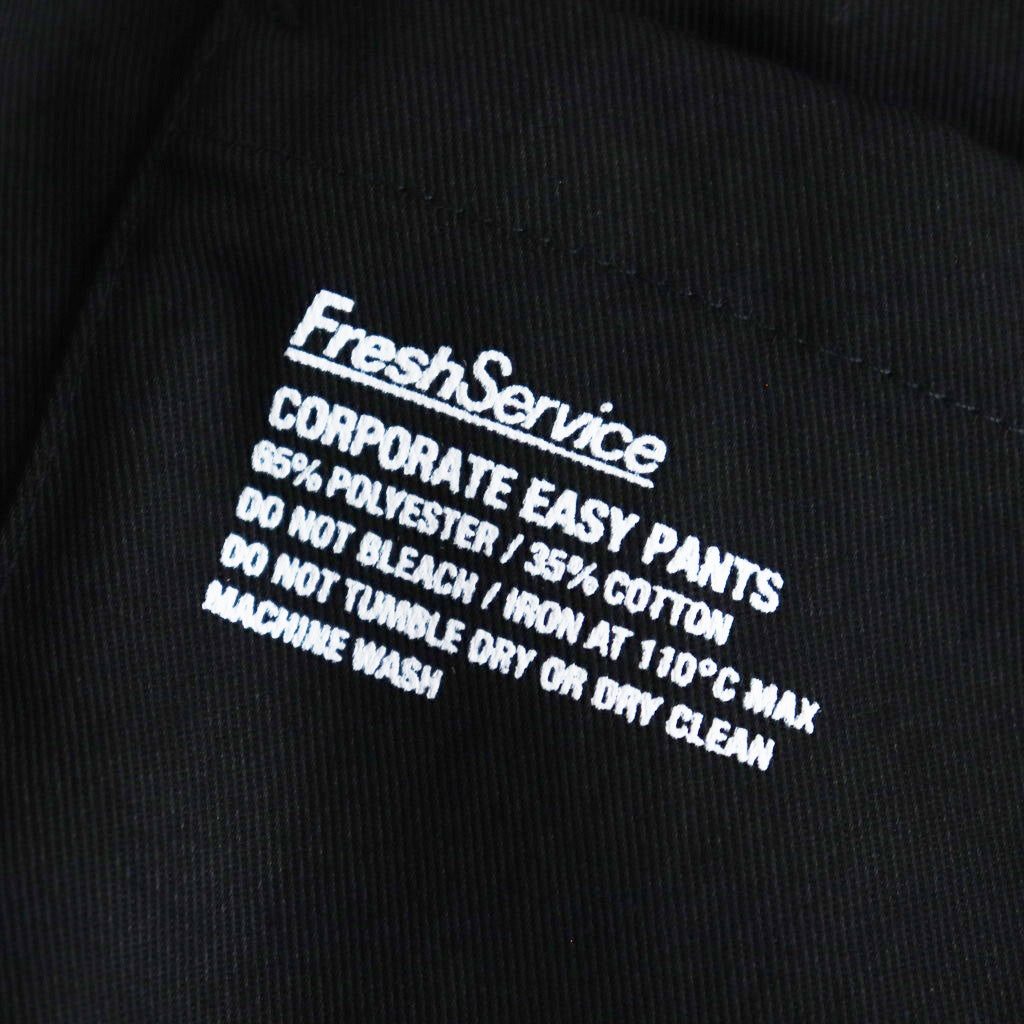 FreshService
CORPORATE EASY PANTS
65% POLYESTER / 35% COTTON
DO NOT BLEACH / IRON AT 110°C MAX
DO NOT TUMBLE DRY OR DRY CLEAN
MACHINE WASH